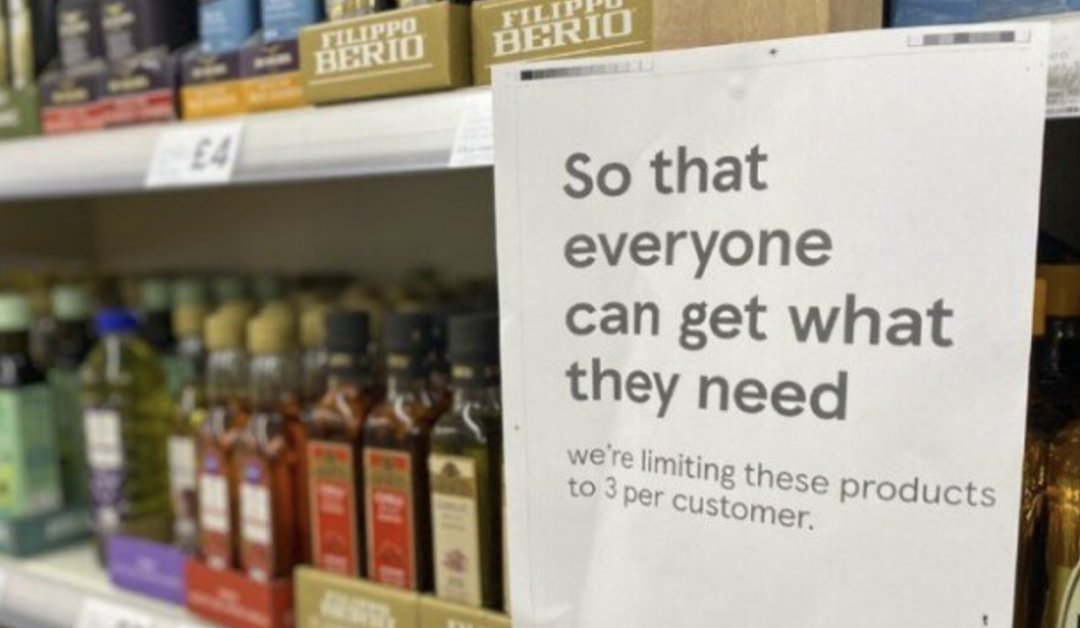 FILIPPO
BERIO
FILIPPO
BERIO
£4
So that
everyone
can get what
they need
we're limiting these products
to 3 per customer.
FILIPPO